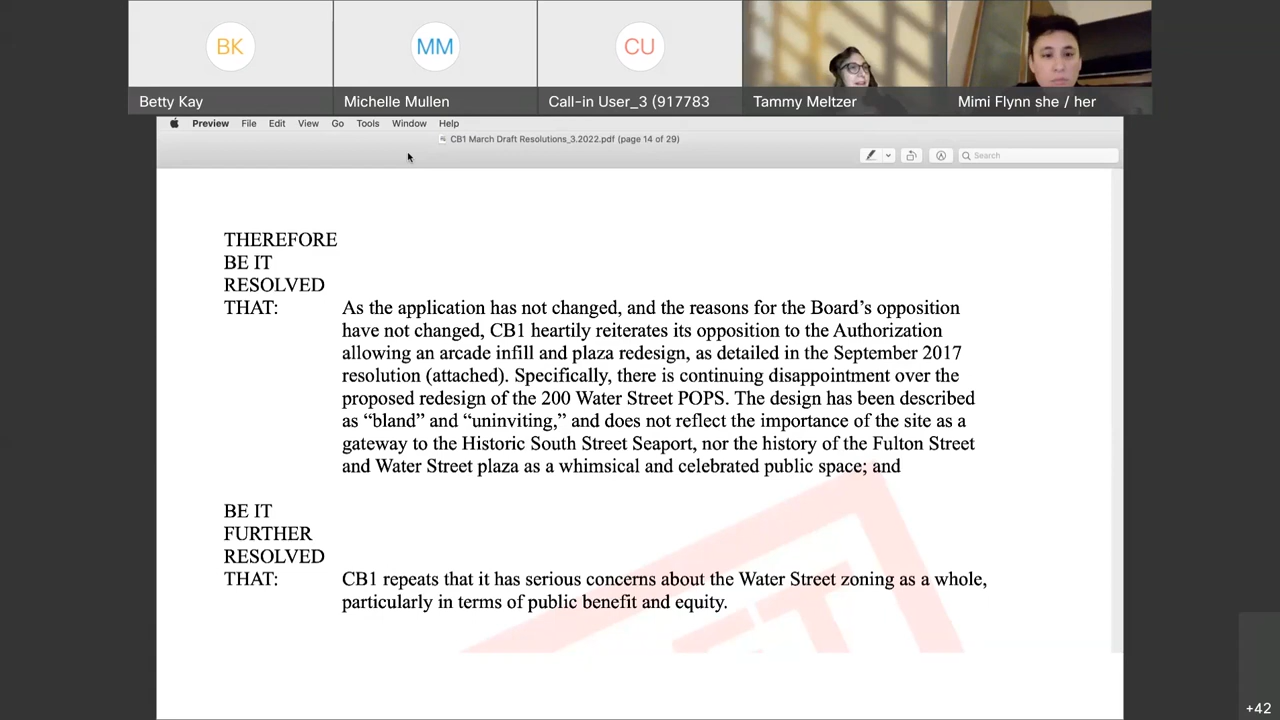 BK
MM
CU
Betty Kay
Michelle Mullen
Call-in User_3 (917783
Tammy Meltzer
Mimi Flynn she / her
Preview File Edit View Go Tools Window Help
CB1 March Draft Resolutions_3.2022.pdf (page 14 of 29)
Search
THEREFORE
BE IT
RESOLVED
THAT: As the application has not changed, and the reasons for the Board’s opposition
have not changed, CB1 heartily reiterates its opposition to the Authorization
allowing an arcade infill and plaza redesign, as detailed in the September 2017
resolution (attached). Specifically, there is continuing disappointment over the
proposed redesign of the 200 Water Street POPS. The design has been described
as “bland” and “uninviting,” and does not reflect the importance of the site as a
gateway to the Historic South Street Seaport, nor the history of the Fulton Street
and Water Street plaza as a whimsical and celebrated public space; and
BE IT
FURTHER
RESOLVED
THAT: CB1 repeats that it has serious concerns about the Water Street zoning as a whole,
particularly in terms of public benefit and equity.
+42